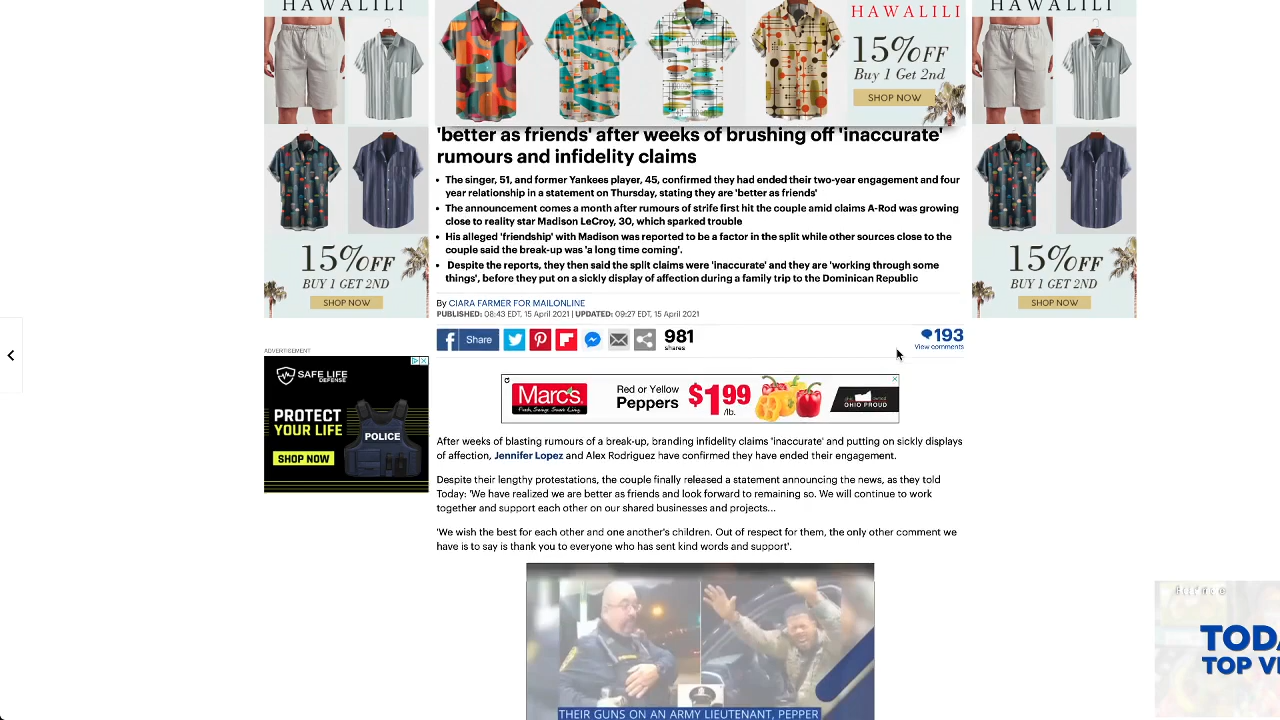 HAWALILI
HAWALILI
HAWALILI
15%OFF
Buy 1 Get 2nd
SHOP NOW
'better as friends' after weeks of brushing off 'inaccurate'
rumours and infidelity claims
• The singer, 51, and former Yankees player, 45, confirmed they had ended their two-year engagement and four
year relationship in a statement on Thursday, stating they are 'better as friends'
• The announcement comes a month after rumours of strife first hit the couple amid claims A-Rod was growing
close to reality star Madison LeCroy, 30, which sparked trouble
• His alleged 'friendship' with Madison was reported to be a factor in the split while other sources close to the
couple said the break-up was 'a long time coming'.
• Despite the reports, they then said the split claims were 'inaccurate' and they are 'working through some
things', before they put on a sickly display of affection during a family trip to the Dominican Republic
15%OFF
BUY 1 GET 2ND
SHOP NOW
15%OFF
BUY 1 GET 2ND
SHOP NOW
By CIARA FARMER FOR MAILONLINE
PUBLISHED: 08:43 EDT, 15 April 2021 | UPDATED: 09:27 EDT, 15 April 2021
Share
981
shares
193
View comments
ADVERTISEMENT
SAFE LIFE
DEFENSE
PROTECT
YOUR LIFE
SHOP NOW
POLICE
Marc's
Red or Yellow
Peppers
$1.99
/lb.
OHIO PROUD
After weeks of blasting rumours of a break-up, branding infidelity claims 'inaccurate' and putting on sickly displays
of affection, Jennifer Lopez and Alex Rodriguez have confirmed they have ended their engagement.
Despite their lengthy protestations, the couple finally released a statement announcing the news, as they told
Today: 'We have realized we are better as friends and look forward to remaining so. We will continue to work
together and support each other on our shared businesses and projects...
'We wish the best for each other and one another's children. Out of respect for them, the only other comment we
have is to say is thank you to everyone who has sent kind words and support'.
THEIR GUNS ON AN ARMY LIEUTENANT, PEPPER
TODA
TOP VI